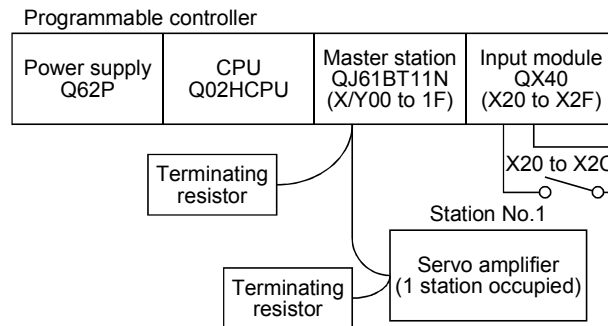 Programmable controller
Power supply
Q62P
CPU
Q02HCPU
Master station
QJ61BT11N
(X/Y00 to 1F)
Input module
QX40
(X20 to X2F)
Terminating
resistor
X20 to X2C
Station No.1
Servo amplifier
(1 station occupied)
Terminating
resistor